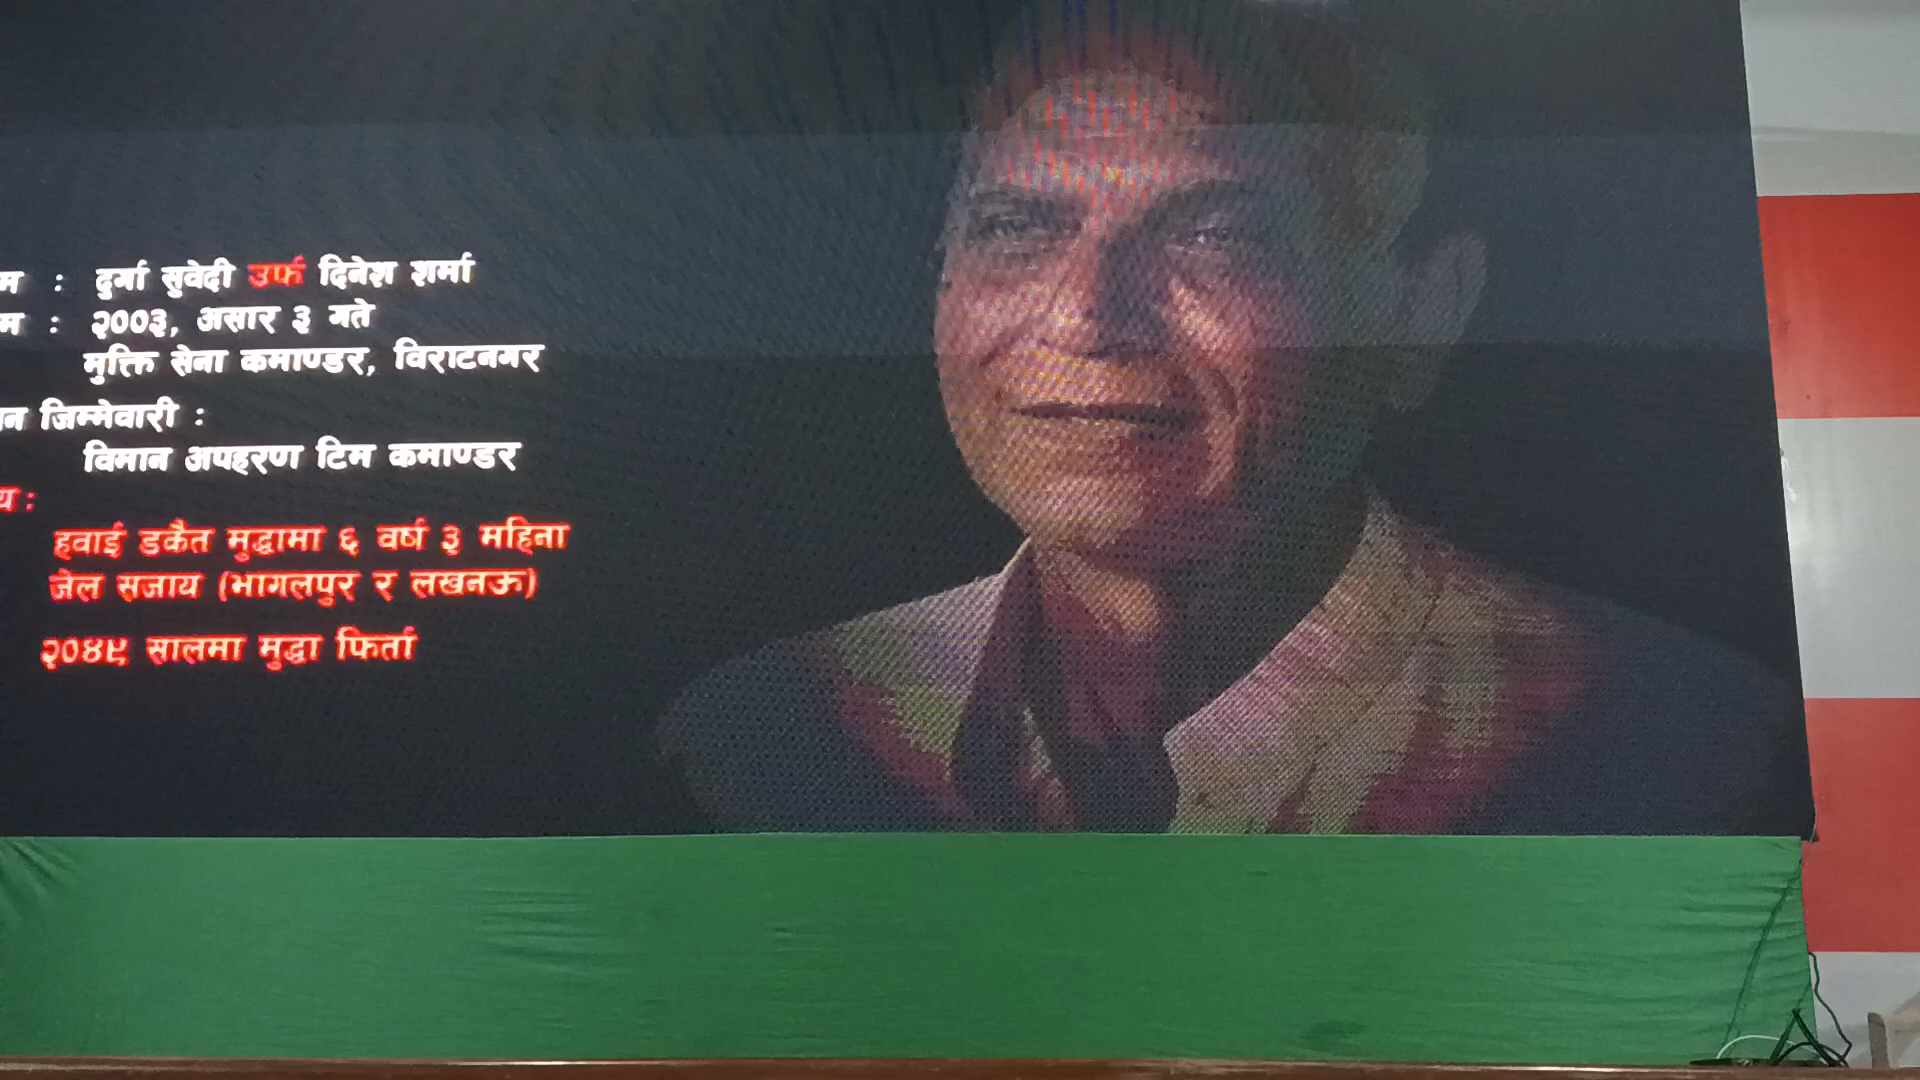 म : दुर्गा सुवेदी उर्फ दिनेश शर्मा
म : २००३, असार ३ गते
मुक्ति सेना कमाण्डर, विराटनगर
न जिम्मेवारी :
विमान अपहरण टिम कमाण्डर
य :
हवाई डकैत मुद्धामा ६ वर्ष ३ महिना
जेल सजाय (भागलपुर र लखनऊ)
२०४९ सालमा मुद्धा फिर्ता